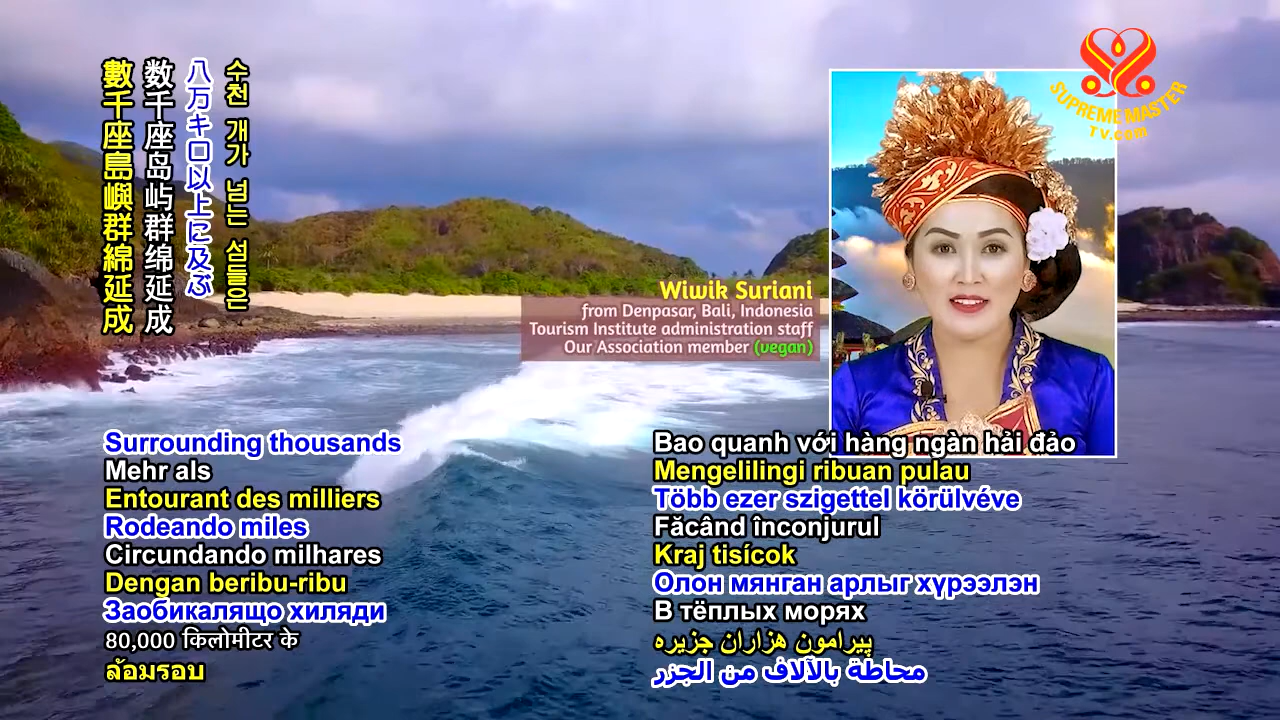 數千座島嶼群綿延成
数千座岛屿群绵延成
八万キロ以上に及ぶ
수천 개가 넘는 섬들은
SUPREME MASTER
TV.com
Wiwik Suriani
from Denpasar, Bali, Indonesia
Tourism Institute administration staff
Our Association member (vegan)
Surrounding thousands
Mehr als
Entourant des milliers
Rodeando miles
Circundando milhares
Dengan beribu-ribu
Заобикалящо хиляди
80,000 किलोमीटर के
ล้อมรอบ
Bao quanh với hàng ngàn hải đảo
Mengelilingi ribuan pulau
Több ezer szigettel körülvéve
Făcând înconjurul
Kraj tisícok
Олон мянган арлыг хүрээлэн
В тёплых морях
پیرامون هزاران جزیره
محاطة بالآلاف من الجزر